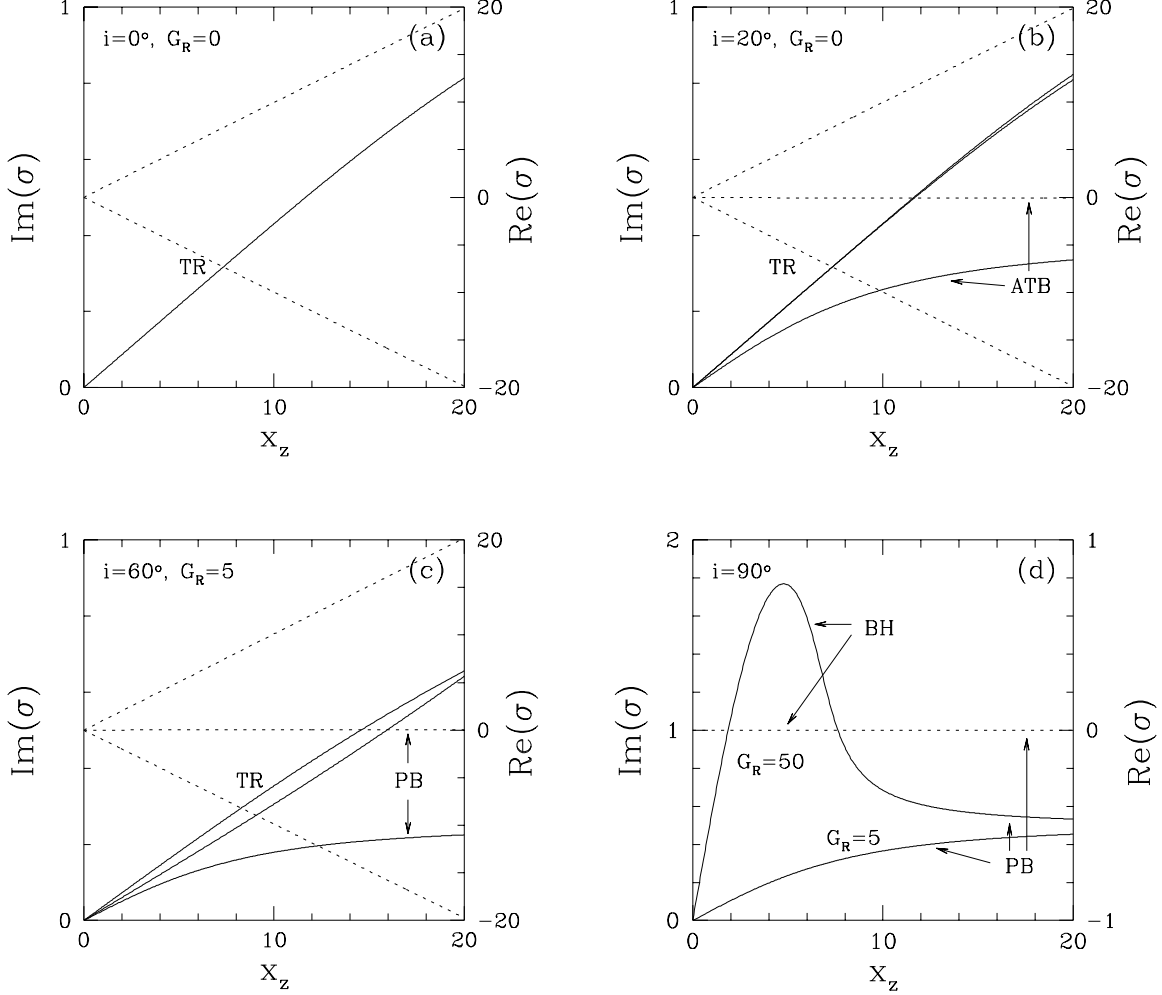 1
20
i=0°, G_R=0
(a)
Im(σ)
TR
0
Re(σ)
0
-20
0
10
20
x_z
1
20
i=20°, G_R=0
(b)
Im(σ)
TR
0
Re(σ)
ATB
0
-20
0
10
20
x_z
1
20
i=60°, G_R=5
(c)
Im(σ)
TR
0
Re(σ)
PB
0
-20
0
10
20
x_z
2
1
i=90°
(d)
BH
Im(σ)
1
0
Re(σ)
G_R=50
G_R=5
PB
0
-1
0
10
20
x_z